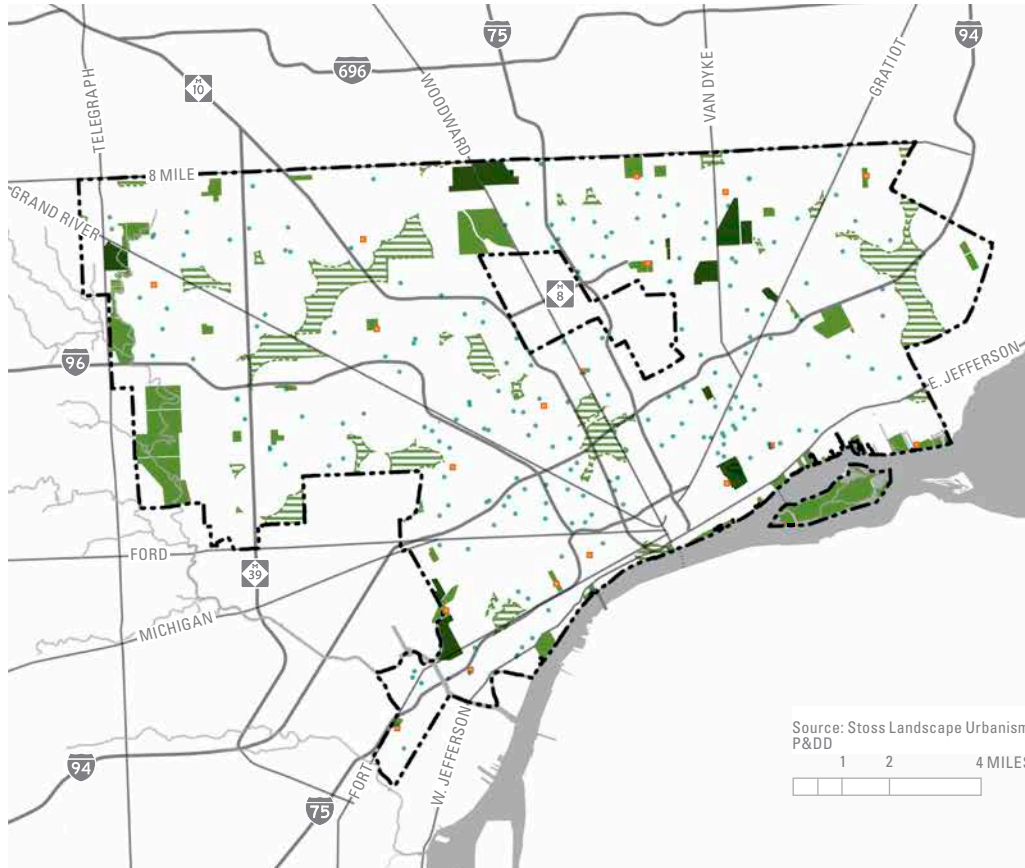 75
94
696
M
10
TELEGRAPH
WOODWARD
VAN DYKE
GRATIOT
8 MILE
GRAND RIVER
M
8
96
E. JEFFERSON
FORD
M
39
MICHIGAN
94
FORT
W. JEFFERSON
75
Source: Stoss Landscape Urbanism
P&DD
1 2 4 MILES